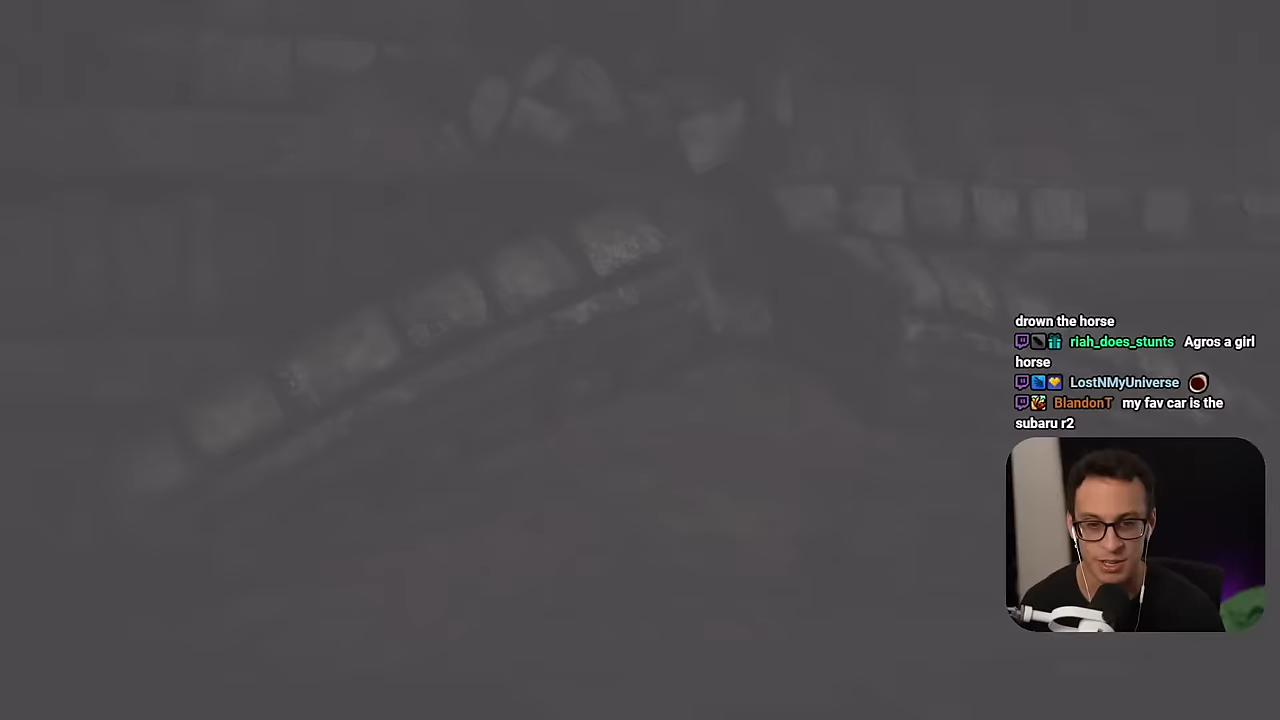 drown the horse
riah_does_stunts Agros a girl
horse
LostNMyUniverse
BlandonT my fav car is the
subaru r2